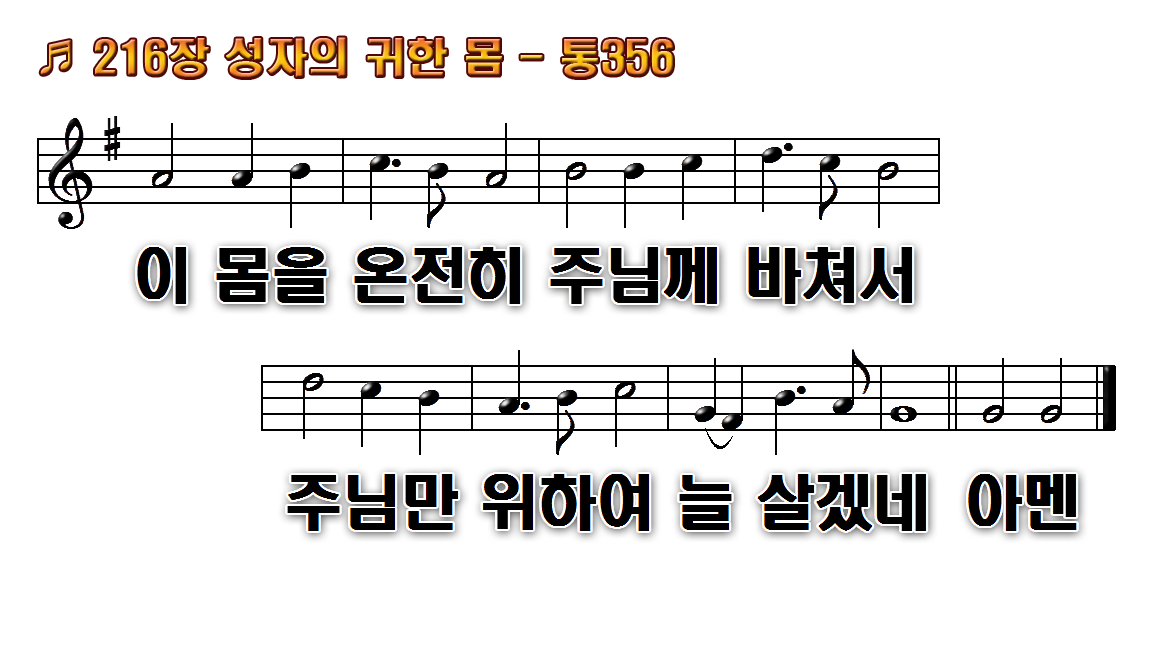 ♬ 216장 성자의 귀한 몸 - 통356
이 몸을 온전히 주님께 바쳐서
주님만 위하여 늘 살겠네 아멘